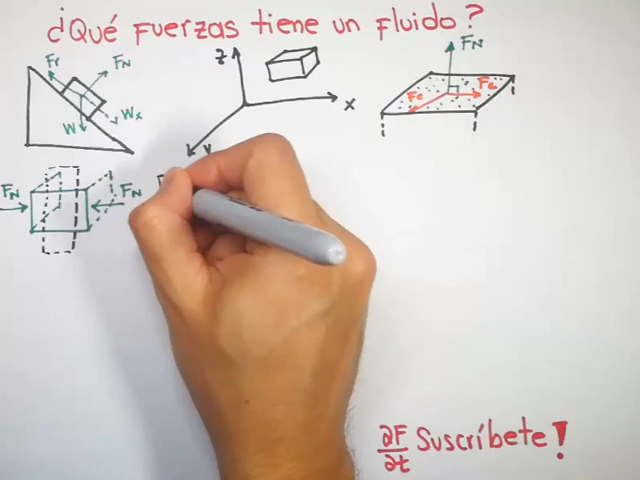 ¿Qué Fuerzas tiene un Fluido?
Fr
FN
W
Wx
Z
X
Y
FN
Fc
Fc
FN
FN
∂F/∂t Suscríbete!